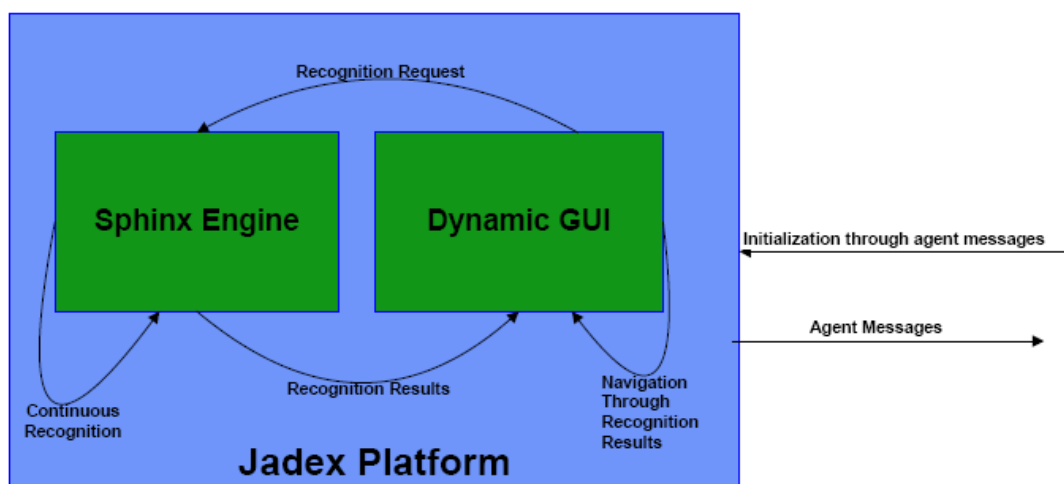 Recognition Request
Sphinx Engine
Dynamic GUI
Initialization through agent messages
Agent Messages
Recognition Results
Continuous
Recognition
Navigation
Through
Recognition
Results
Jadex Platform